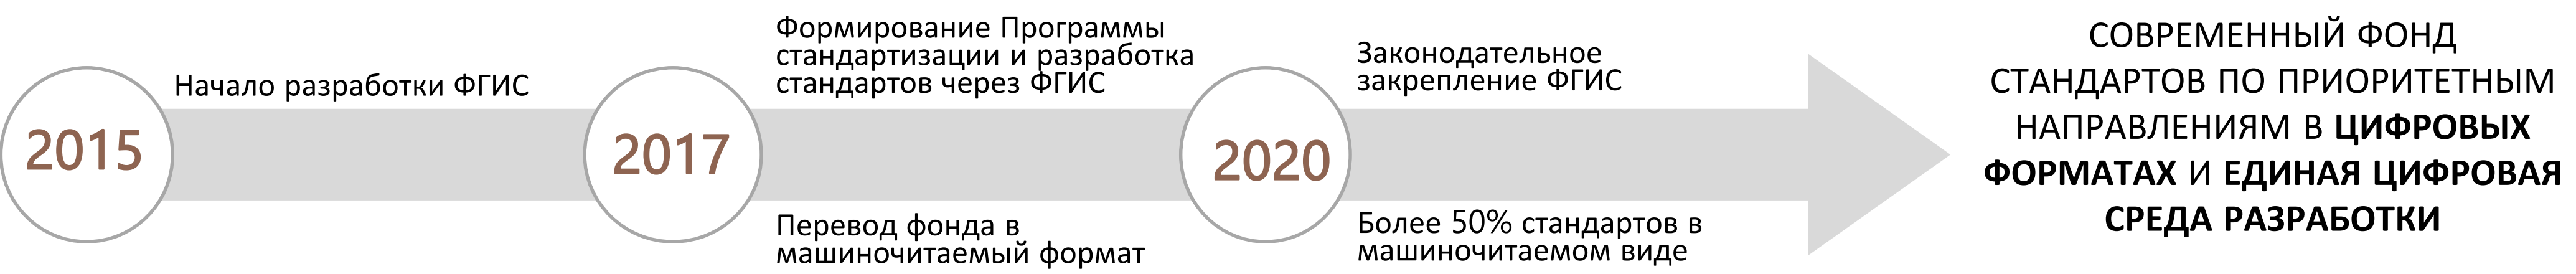 2015
Начало разработки ФГИС
2017
Формирование Программы
стандартизации и разработка
стандартов через ФГИС
Перевод фонда в
машиночитаемый формат
2020
Законодательное
закрепление ФГИС
Более 50% стандартов в
машиночитаемом виде
СОВРЕМЕННЫЙ ФОНД
СТАНДАРТОВ ПО ПРИОРИТЕТНЫМ
НАПРАВЛЕНИЯМ В ЦИФРОВЫХ
ФОРМАТАХ И ЕДИНАЯ ЦИФРОВАЯ
СРЕДА РАЗРАБОТКИ